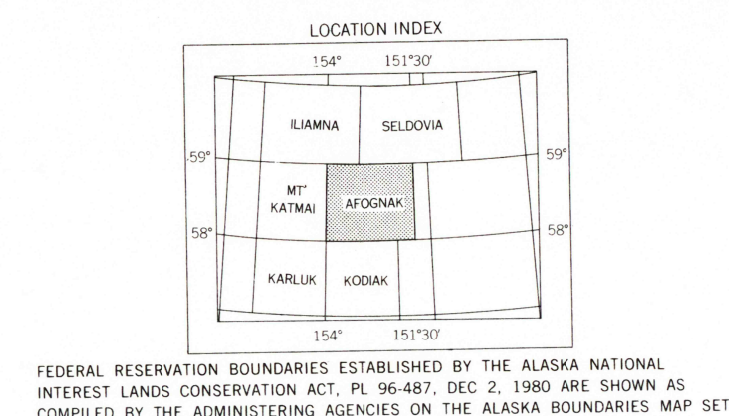 LOCATION INDEX
154° 151°30'
ILIAMNA SELDOVIA
59° 59°
MT'
KATMAI AFOGNAK
58° 58°
KARLUK KODIAK
154° 151°30'
FEDERAL RESERVATION BOUNDARIES ESTABLISHED BY THE ALASKA NATIONAL
INTEREST LANDS CONSERVATION ACT, PL 96-487, DEC 2, 1980 ARE SHOWN AS
COMPILED BY THE ADMINISTERING AGENCIES ON THE ALASKA BOUNDARIES MAP SET